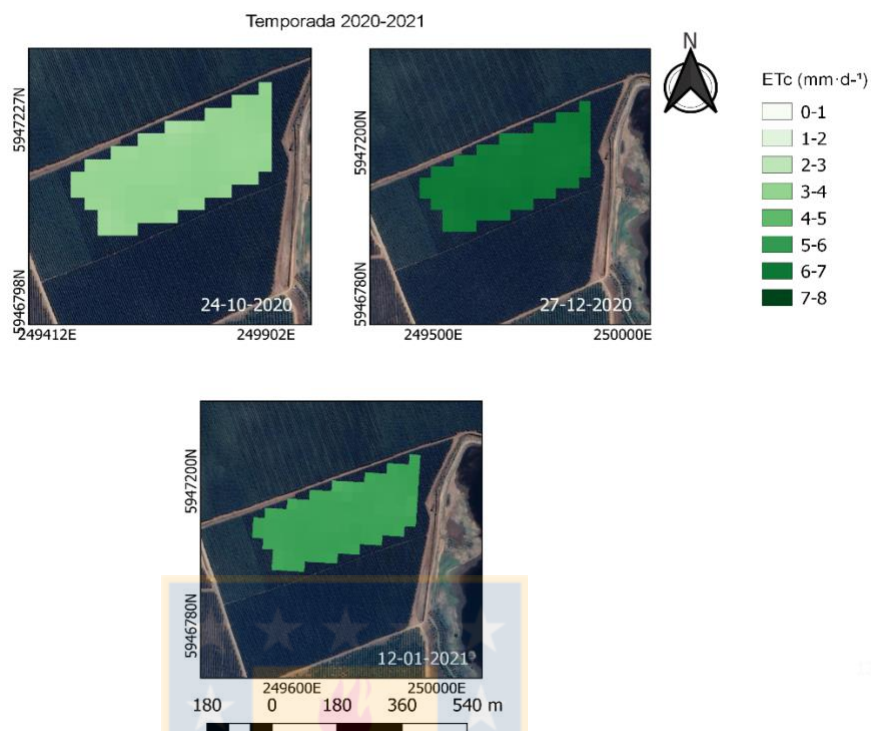 Temporada 2020-2021
5947227N
5946798N
24-10-2020
249412E
249902E
5947200N
5946780N
27-12-2020
249500E
250000E
N
ETc (mm·d-¹)
0-1
1-2
2-3
3-4
4-5
5-6
6-7
7-8
5947200N
5946780N
12-01-2021
249600E
250000E
180 0 180 360 540 m